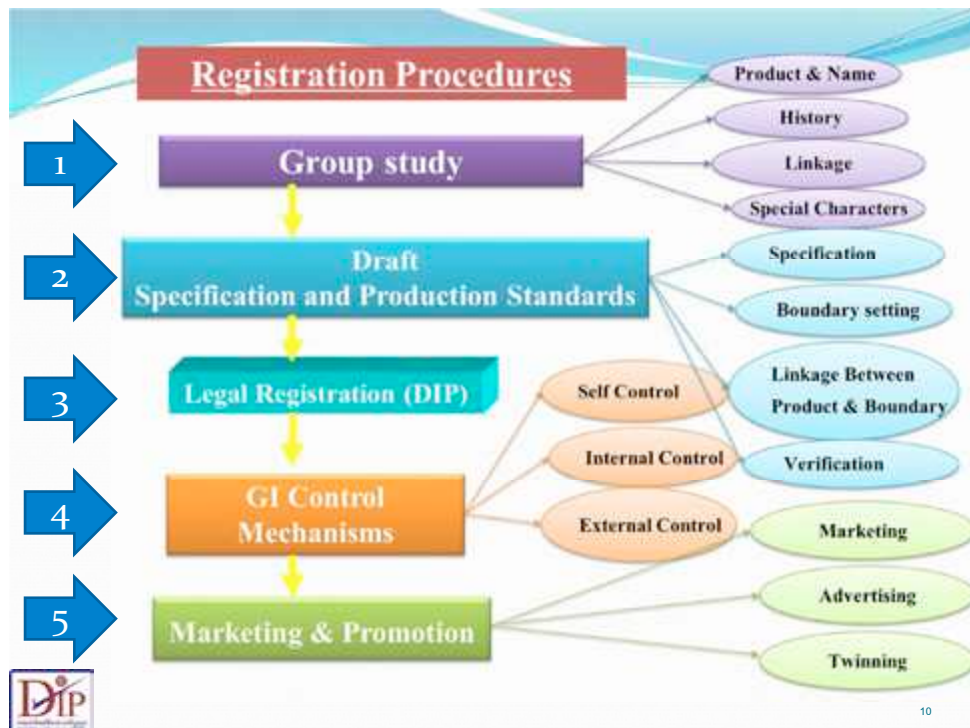 Registration Procedures
1
Group study
Product & Name
History
Linkage
Special Characters
2
Draft
Specification and Production Standards
Specification
Boundary setting
Linkage Between
Product & Boundary
Verification
3
Legal Registration (DIP)
4
GI Control
Mechanisms
Self Control
Internal Control
External Control
5
Marketing & Promotion
Marketing
Advertising
Twinning
DIP
10